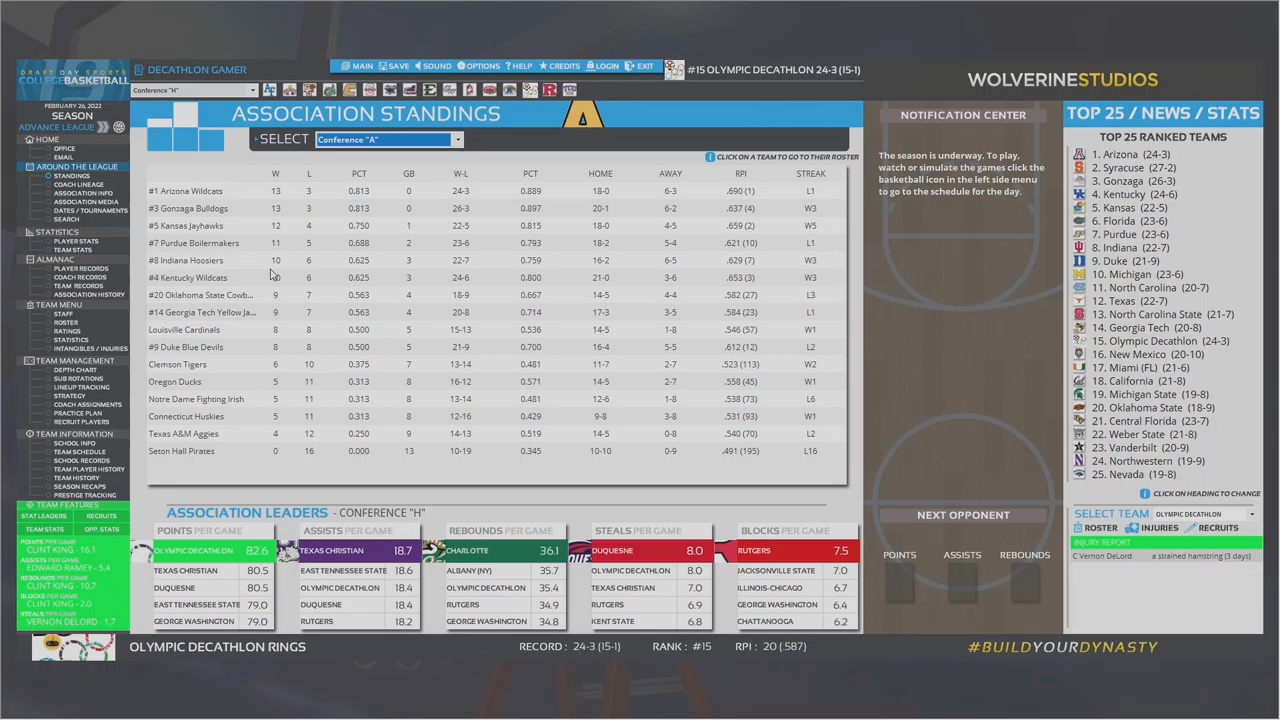 DRAFT DAY SPORTS
COLLEGE BASKETBALL
DECATHLON GAMER
MAIN SAVE SOUND OPTIONS HELP CREDITS LOGIN EXIT
#15 OLYMPIC DECATHLON 24-3 (15-1)
WOLVERINESTUDIOS
Conference "H"
FEBRUARY 26, 2022
SEASON
ADVANCE LEAGUE
HOME
OFFICE
EMAIL
AROUND THE LEAGUE
STANDINGS
COACH LINEAGE
ASSOCIATION INFO
ASSOCIATION MEDIA
DATES / TOURNAMENTS
SEARCH
STATISTICS
PLAYER STATS
TEAM STATS
ALMANAC
PLAYER RECORDS
COACH RECORDS
TEAM RECORDS
ASSOCIATION HISTORY
TEAM MENU
STAFF
ROSTER
RATINGS
STATISTICS
INTANGIBLES / INJURIES
TEAM MANAGEMENT
DEPTH CHART
SUB ROTATIONS
LINEUP TRACKING
STRATEGY
COACH ASSIGNMENTS
PRACTICE PLAN
RECRUIT PLAYERS
TEAM INFORMATION
SCHOOL INFO
TEAM SCHEDULE
SCHOOL RECORDS
TEAM PLAYER HISTORY
TEAM HISTORY
SEASON RECAPS
PRESTIGE TRACKING
TEAM FEATURES
STAT LEADERS RECRUITS
TEAM STATS OPP. STATS
POINTS PER GAME
CLINT KING - 16.1
ASSISTS PER GAME
EDWARD RAMEY - 5.4
REBOUNDS PER GAME
CLINT KING - 10.7
BLOCKS PER GAME
CLINT KING - 2.0
STEALS PER GAME
VERNON DELORD - 1.7
ASSOCIATION STANDINGS
SELECT Conference "A"
CLICK ON A TEAM TO GO TO THEIR ROSTER
W L PCT GB W-L PCT HOME AWAY RPI STREAK
#1 Arizona Wildcats 13 3 0.813 0 24-3 0.889 18-0 6-3 .690 (1) L1
#3 Gonzaga Bulldogs 13 3 0.813 0 26-3 0.897 20-1 6-2 .637 (4) W3
#5 Kansas Jayhawks 12 4 0.750 1 22-5 0.815 18-0 4-5 .659 (2) W5
#7 Purdue Boilermakers 11 5 0.688 2 23-6 0.793 18-2 5-4 .621 (10) L1
#8 Indiana Hoosiers 10 6 0.625 3 22-7 0.759 16-2 6-5 .629 (7) W3
#4 Kentucky Wildcats 0 6 0.625 3 24-6 0.800 21-0 3-6 .653 (3) W3
#20 Oklahoma State Cowb... 9 7 0.563 4 18-9 0.667 14-5 4-4 .582 (27) L3
#14 Georgia Tech Yellow Ja... 9 7 0.563 4 20-8 0.714 17-3 3-5 .584 (23) L1
Louisville Cardinals 8 8 0.500 5 15-13 0.536 14-5 1-8 .546 (57) W1
#9 Duke Blue Devils 8 8 0.500 5 21-9 0.700 16-4 5-5 .612 (12) L2
Clemson Tigers 6 10 0.375 7 13-14 0.481 11-7 2-7 .523 (113) W2
Oregon Ducks 5 11 0.313 8 16-12 0.571 14-5 2-7 .558 (45) W1
Notre Dame Fighting Irish 5 11 0.313 8 13-14 0.481 12-6 1-8 .538 (73) L6
Connecticut Huskies 5 11 0.313 8 12-16 0.429 9-8 3-8 .531 (93) W1
Texas A&M Aggies 4 12 0.250 9 14-13 0.519 14-5 0-8 .540 (70) L2
Seton Hall Pirates 0 16 0.000 13 10-19 0.345 10-10 0-9 .491 (195) L16
ASSOCIATION LEADERS - CONFERENCE "H"
POINTS PER GAME
OLYMPIC DECATHLON 82.6
TEXAS CHRISTIAN 80.5
DUQUESNE 80.5
EAST TENNESSEE STATE 79.0
GEORGE WASHINGTON 79.0
ASSISTS PER GAME
TEXAS CHRISTIAN 18.7
EAST TENNESSEE STATE 18.6
OLYMPIC DECATHLON 18.4
DUQUESNE 18.4
RUTGERS 18.2
REBOUNDS PER GAME
CHARLOTTE 36.1
ALBANY (NY) 35.7
OLYMPIC DECATHLON 35.4
RUTGERS 34.9
GEORGE WASHINGTON 34.8
STEALS PER GAME
DUQUESNE 8.0
OLYMPIC DECATHLON 8.0
TEXAS CHRISTIAN 7.0
RUTGERS 6.9
KENT STATE 6.8
BLOCKS PER GAME
RUTGERS 7.5
JACKSONVILLE STATE 7.0
ILLINOIS-CHICAGO 6.7
GEORGE WASHINGTON 6.4
CHATTANOOGA 6.2
NOTIFICATION CENTER
The season is underway. To play,
watch or simulate the games click the
basketball icon in the left side menu
to go to the schedule for the day.
NEXT OPPONENT
POINTS ASSISTS REBOUNDS
TOP 25 / NEWS / STATS
TOP 25 RANKED TEAMS
1. Arizona (24-3)
2. Syracuse (27-2)
3. Gonzaga (26-3)
4. Kentucky (24-6)
5. Kansas (22-5)
6. Florida (23-6)
7. Purdue (23-6)
8. Indiana (22-7)
9. Duke (21-9)
10. Michigan (23-6)
11. North Carolina (20-7)
12. Texas (22-7)
13. North Carolina State (21-7)
14. Georgia Tech (20-8)
15. Olympic Decathlon (24-3)
16. New Mexico (20-10)
17. Miami (FL) (21-6)
18. California (21-8)
19. Michigan State (19-8)
20. Oklahoma State (18-9)
21. Central Florida (23-7)
22. Weber State (21-8)
23. Vanderbilt (20-9)
24. Northwestern (19-9)
25. Nevada (19-8)
CLICK ON HEADING TO CHANGE
SELECT TEAM OLYMPIC DECATHLON
ROSTER INJURIES RECRUITS
INJURY REPORT
C Vernon DeLord a strained hamstring (3 days)
OLYMPIC DECATHLON RINGS
RECORD : 24-3 (15-1) RANK : #15 RPI : 20 (.587)
#BUILDYOURDYNASTY